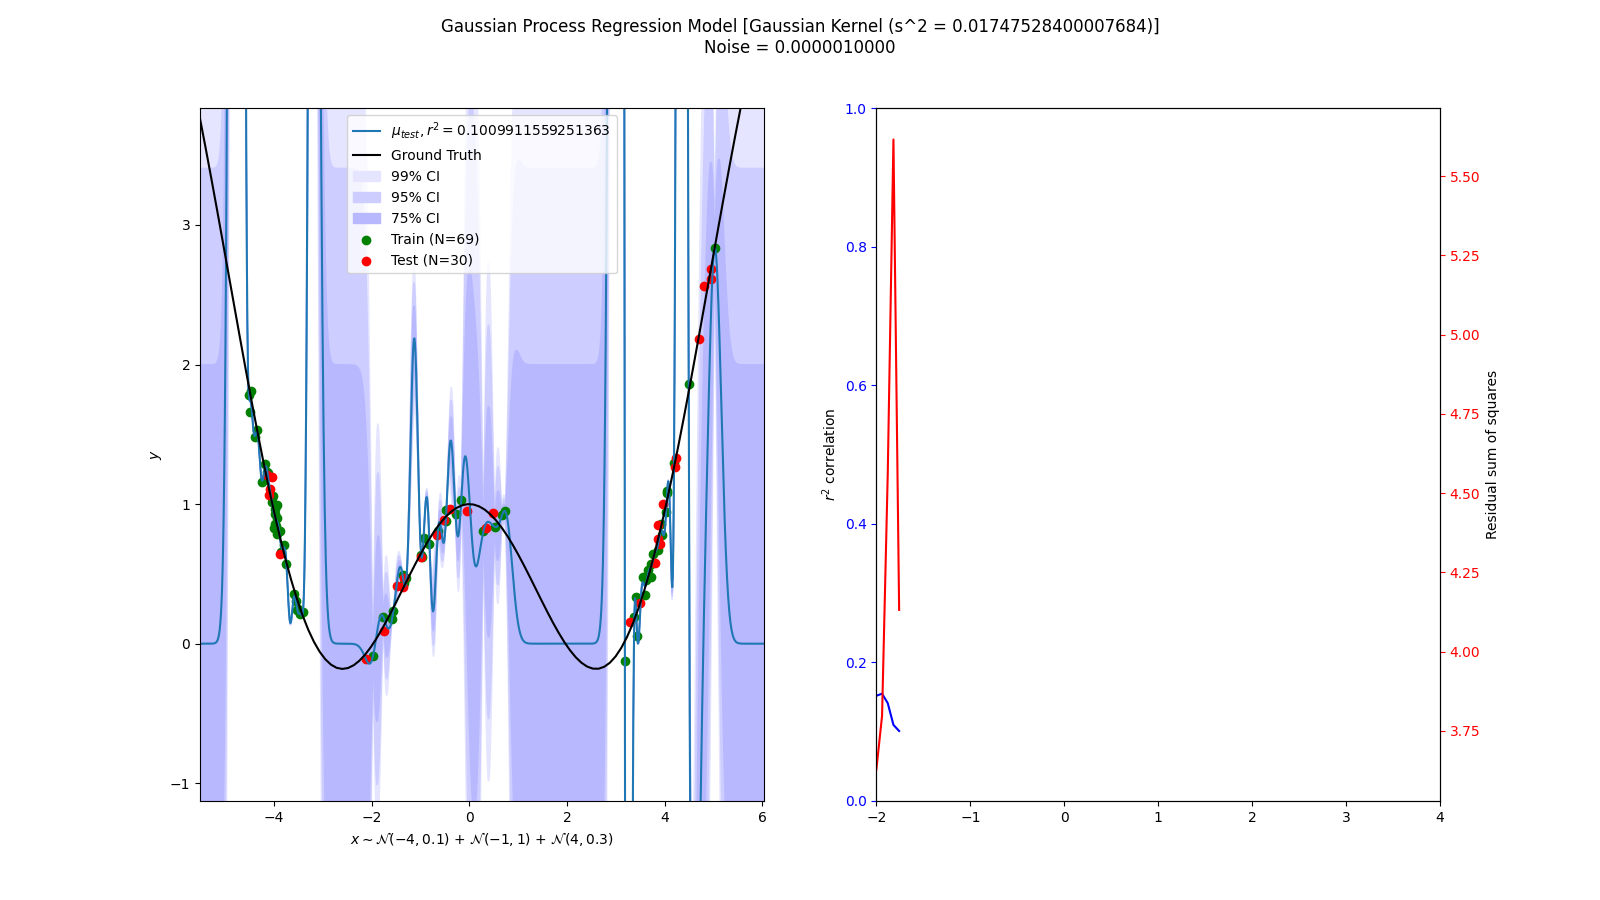 Gaussian Process Regression Model [Gaussian Kernel (s^2 = 0.01747528400007684)]
Noise = 0.0000010000
μ_test, r² = 0.1009911559251363
Ground Truth
99% CI
95% CI
75% CI
Train (N=69)
Test (N=30)
3
2
1
0
−1
y
−4
−2
0
2
4
6
x ∼ 𝒩(−4, 0.1) + 𝒩(−1, 1) + 𝒩(4, 0.3)
1.0
0.8
0.6
0.4
0.2
0.0
r² correlation
−2
−1
0
1
2
3
4
5.50
5.25
5.00
4.75
4.50
4.25
4.00
3.75
Residual sum of squares